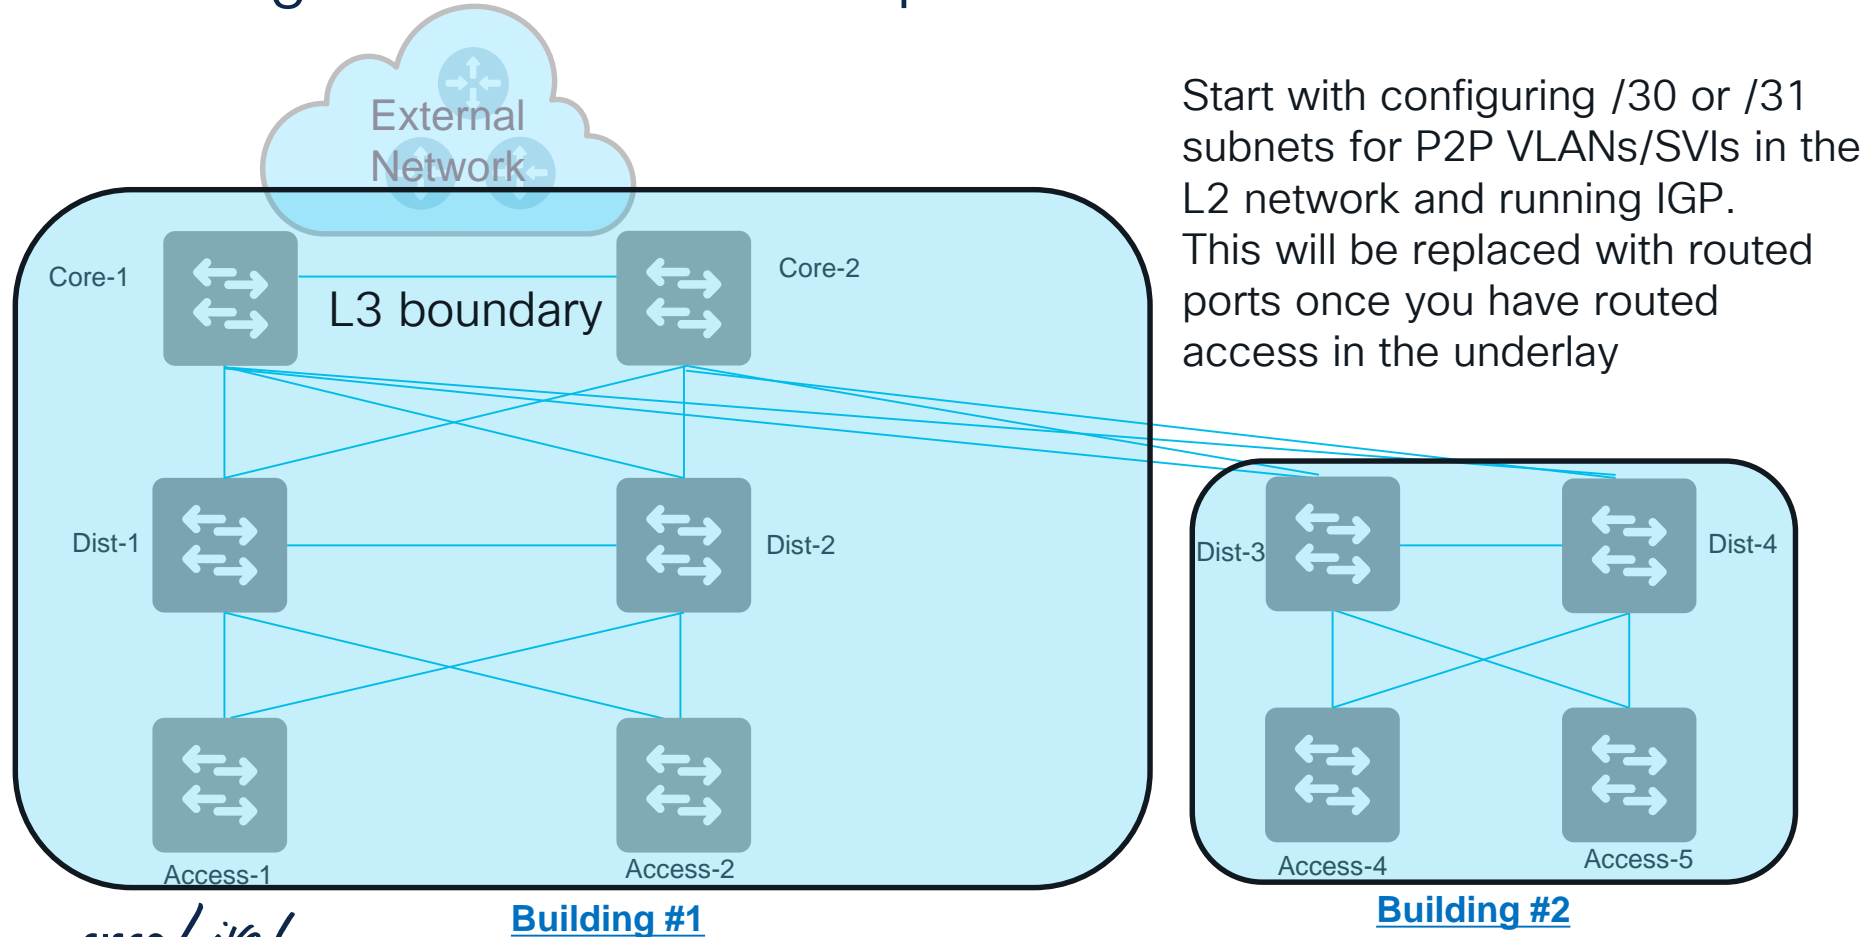 External
Network
Start with configuring /30 or /31
subnets for P2P VLANs/SVIs in the
L2 network and running IGP.
This will be replaced with routed
ports once you have routed
access in the underlay
Core-1
Core-2
L3 boundary
Dist-1
Dist-2
Dist-3
Dist-4
Access-1
Access-2
Access-4
Access-5
Building #1
Building #2
cisco Live!